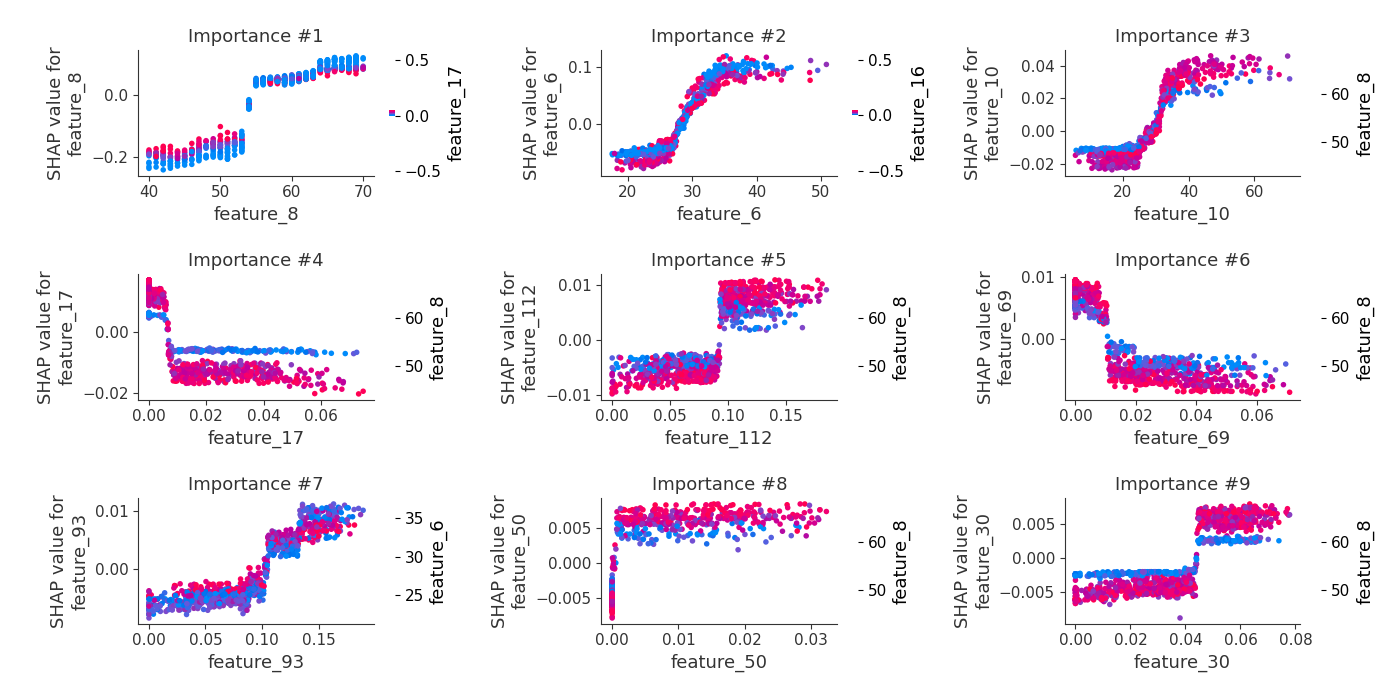 Importance #1
SHAP value for
feature_8
0.0
−0.2
40
50
60
70
feature_8
0.5
0.0
−0.5
feature_17
Importance #2
SHAP value for
feature_6
0.1
0.0
20
30
40
50
feature_6
0.5
0.0
−0.5
feature_16
Importance #3
SHAP value for
feature_10
0.04
0.02
0.00
−0.02
20
40
60
feature_10
60
50
feature_8
Importance #4
SHAP value for
feature_17
0.00
−0.02
0.00
0.02
0.04
0.06
feature_17
60
50
feature_8
Importance #5
SHAP value for
feature_112
0.01
0.00
−0.01
0.00
0.05
0.10
0.15
feature_112
60
50
feature_8
Importance #6
SHAP value for
feature_69
0.01
0.00
0.00
0.02
0.04
0.06
feature_69
60
50
feature_8
Importance #7
SHAP value for
feature_93
0.01
0.00
0.00
0.05
0.10
0.15
feature_93
35
30
25
feature_6
Importance #8
SHAP value for
feature_50
0.005
0.000
−0.005
0.00
0.01
0.02
0.03
feature_50
60
50
feature_8
Importance #9
SHAP value for
feature_30
0.005
0.000
−0.005
0.00
0.02
0.04
0.06
0.08
feature_30
60
50
feature_8